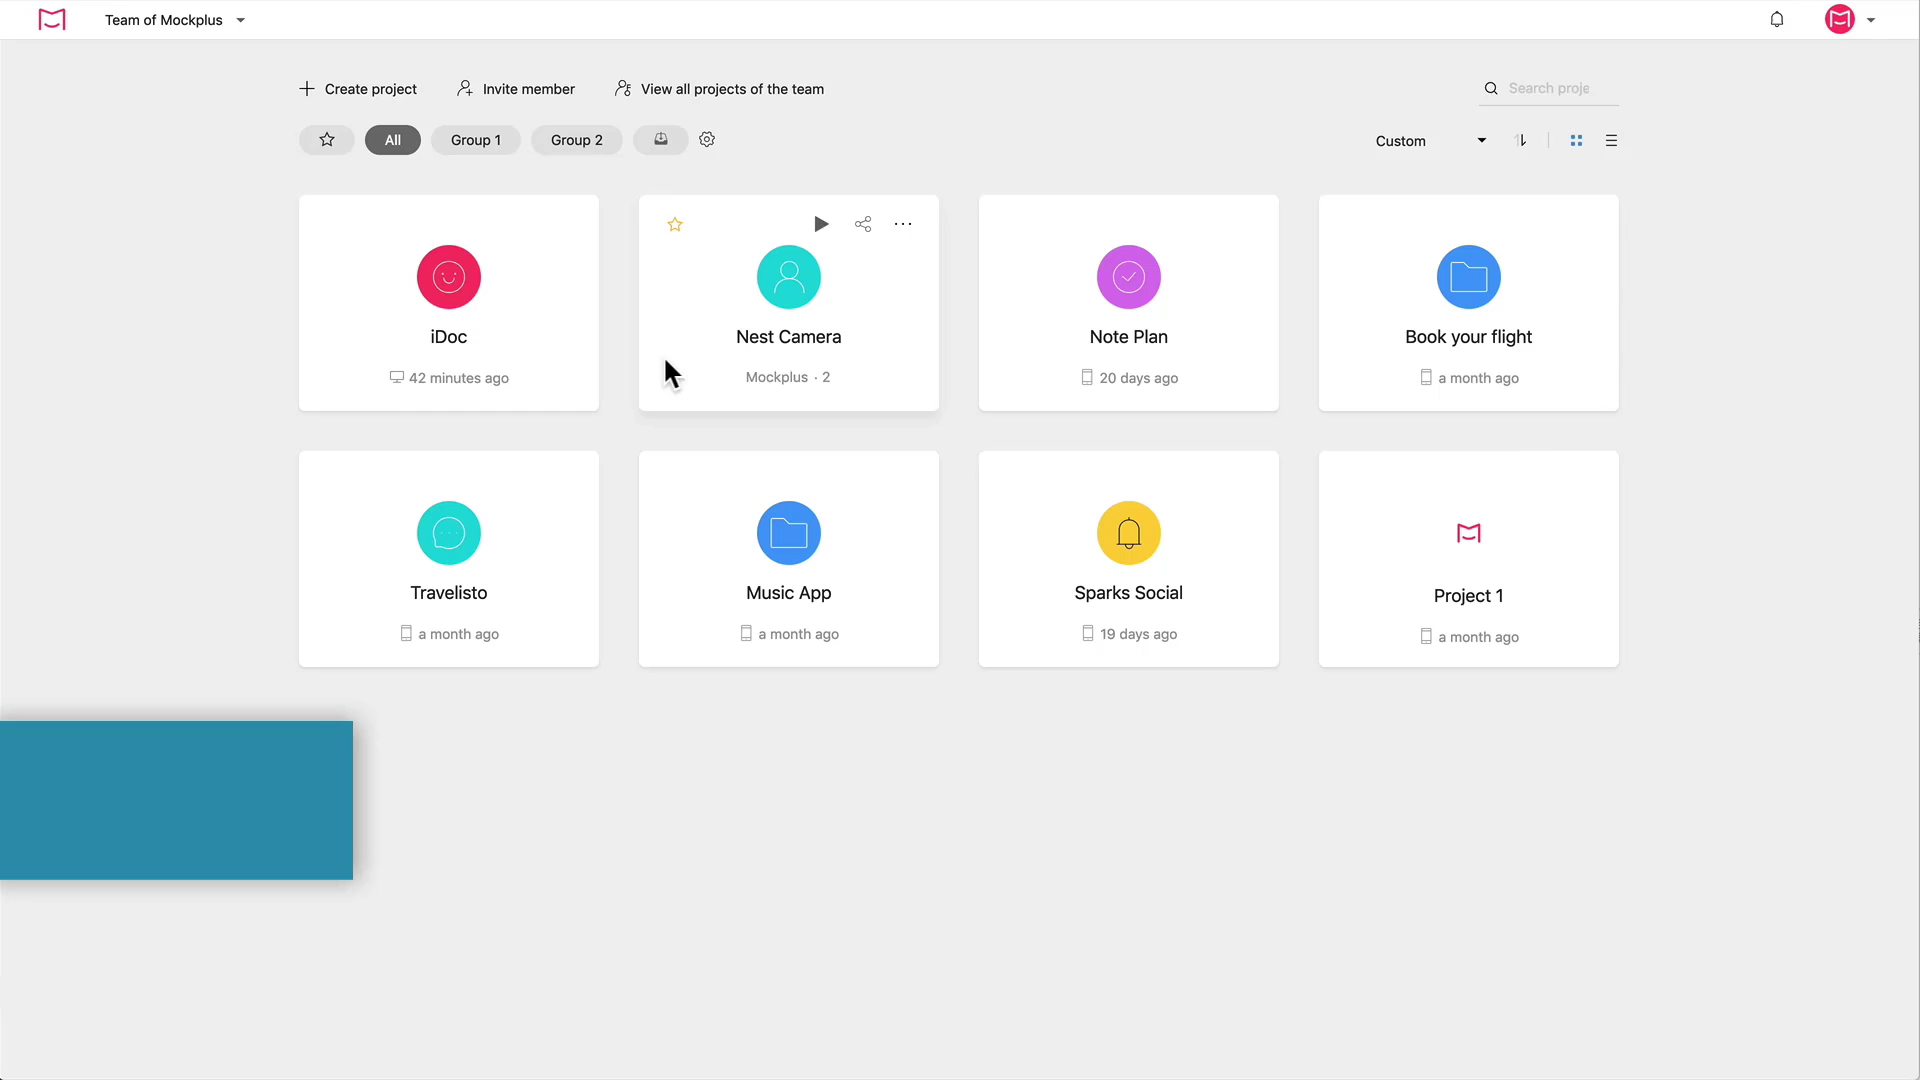 Team of Mockplus
Create project
Invite member
View all projects of the team
Search proje
All
Group 1
Group 2
Custom
iDoc
42 minutes ago
Nest Camera
Mockplus · 2
Note Plan
20 days ago
Book your flight
a month ago
Travelisto
a month ago
Music App
a month ago
Sparks Social
19 days ago
Project 1
a month ago